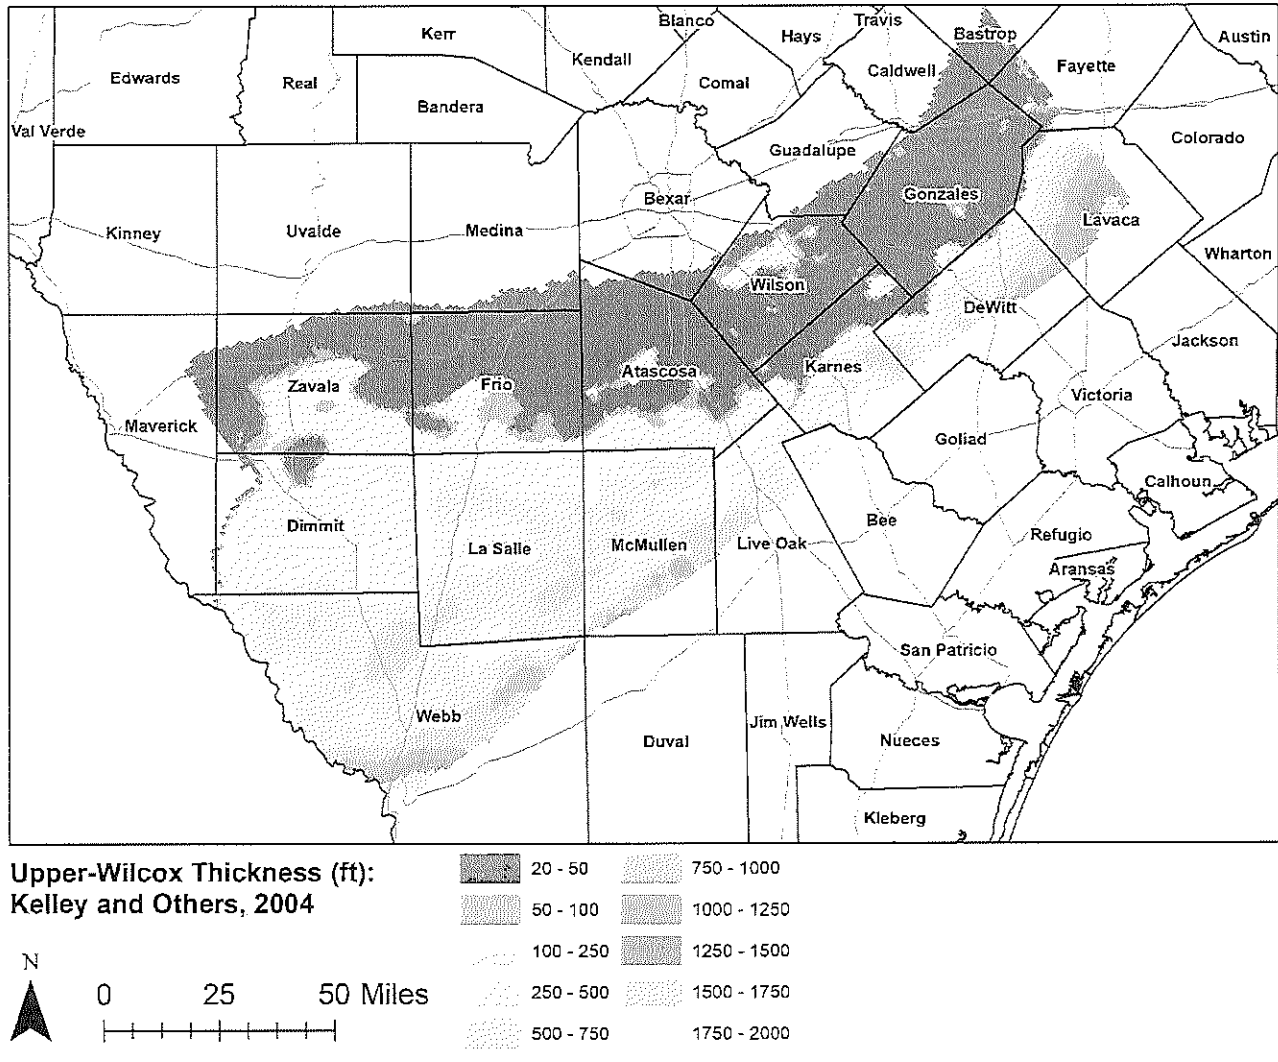 Blanco
Travis
Kerr
Hays
Bastrop
Austin
Kendall
Edwards
Real
Comal
Caldwell
Fayette
Bandera
Val Verde
Colorado
Guadalupe
Bexar
Gonzales
Kinney
Uvalde
Medina
Lavaca
Wharton
Wilson
DeWitt
Jackson
Zavala
Frio
Atascosa
Karnes
Victoria
Maverick
Goliad
Calhoun
Dimmit
La Salle
McMullen
Live Oak
Bee
Refugio
Aransas
San Patricio
Webb
Duval
Jim Wells
Nueces
Kleberg
Upper-Wilcox Thickness (ft):
Kelley and Others, 2004
20 - 50
50 - 100
100 - 250
250 - 500
500 - 750
750 - 1000
1000 - 1250
1250 - 1500
1500 - 1750
1750 - 2000
N
0 25 50 Miles